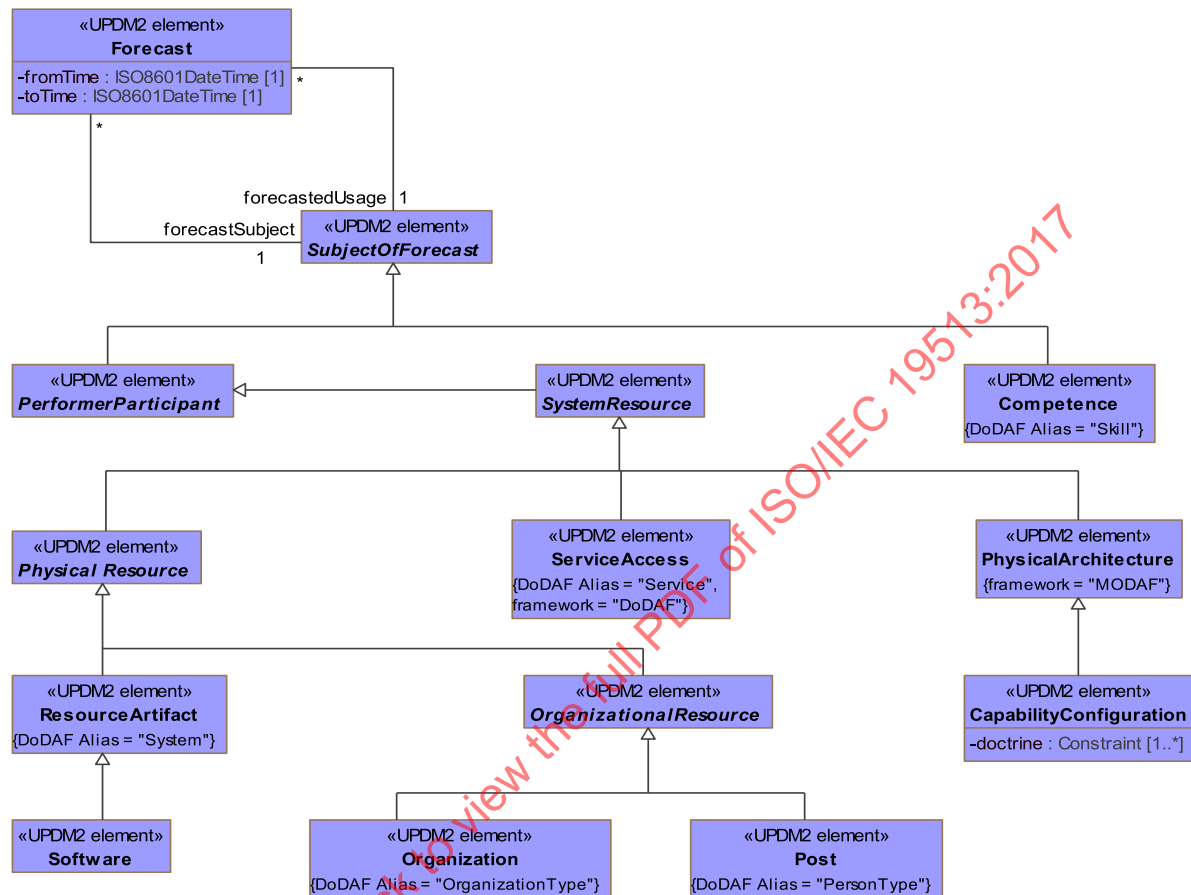 «UPDM2 element»
Forecast
-fromTime : ISO8601DateTime [1]
-toTime : ISO8601DateTime [1]
*
*
forecastedUsage 1
forecastSubject
1
«UPDM2 element»
SubjectOfForecast
«UPDM2 element»
PerformerParticipant
«UPDM2 element»
SystemResource
«UPDM2 element»
Competence
{DoDAF Alias = "Skill"}
«UPDM2 element»
Physical Resource
«UPDM2 element»
ServiceAccess
{DoDAF Alias = "Service",
framework = "DoDAF"}
«UPDM2 element»
PhysicalArchitecture
{framework = "MODAF"}
«UPDM2 element»
ResourceArtifact
{DoDAF Alias = "System"}
«UPDM2 element»
OrganizationalResource
«UPDM2 element»
CapabilityConfiguration
-doctrine : Constraint [1..*]
«UPDM2 element»
Software
«UPDM2 element»
Organization
{DoDAF Alias = "OrganizationType"}
«UPDM2 element»
Post
{DoDAF Alias = "PersonType"}
to view the full PDF of ISO/IEC 19513:2017